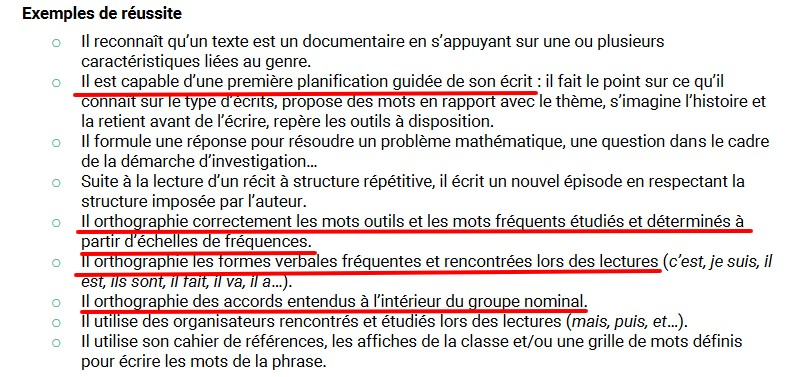 Exemples de réussite
○ Il reconnaît qu’un texte est un documentaire en s’appuyant sur une ou plusieurs
caractéristiques liées au genre.
○ Il est capable d’une première planification guidée de son écrit : il fait le point sur ce qu’il
connaît sur le type d’écrits, propose des mots en rapport avec le thème, s’imagine l’histoire et
la retient avant de l’écrire, repère les outils à disposition.
○ Il formule une réponse pour résoudre un problème mathématique, une question dans le cadre
de la démarche d’investigation…
○ Suite à la lecture d’un récit à structure répétitive, il écrit un nouvel épisode en respectant la
structure imposée par l’auteur.
○ Il orthographie correctement les mots outils et les mots fréquents étudiés et déterminés à
partir d’échelles de fréquences.
○ Il orthographie les formes verbales fréquentes et rencontrées lors des lectures (c’est, je suis, il
est, ils sont, il fait, il va, il a…).
○ Il orthographie des accords entendus à l’intérieur du groupe nominal.
○ Il utilise des organisateurs rencontrés et étudiés lors des lectures (mais, puis, et…).
○ Il utilise son cahier de références, les affiches de la classe et/ou une grille de mots définis
pour écrire les mots de la phrase.